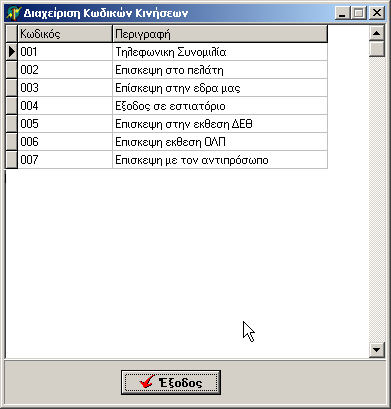 Διαχείριση Κωδικών Κινήσεων
Κωδικός Περιγραφή
001 Τηλεφωνικη Συνομιλία
002 Επισκεψη στο πελάτη
003 Επίσκεψη στην εδρα μας
004 Εξοδος σε εστιατόριο
005 Επισκεψη στην εκθεση ΔΕΘ
006 Επισκεψη εκθεση ΟΛΠ
007 Επισκεψη με τον αντιπρόσωπο
Έξοδος